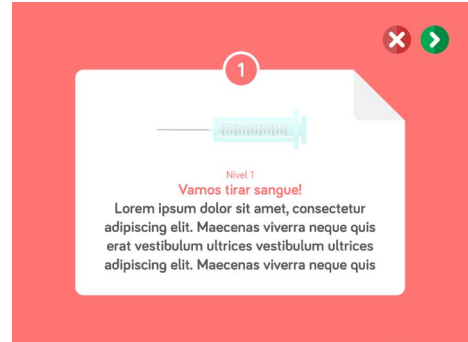 1
Nível 1
Vamos tirar sangue!
Lorem ipsum dolor sit amet, consectetur
adipiscing elit. Maecenas viverra neque quis
erat vestibulum ultrices vestibulum ultrices
adipiscing elit. Maecenas viverra neque quis